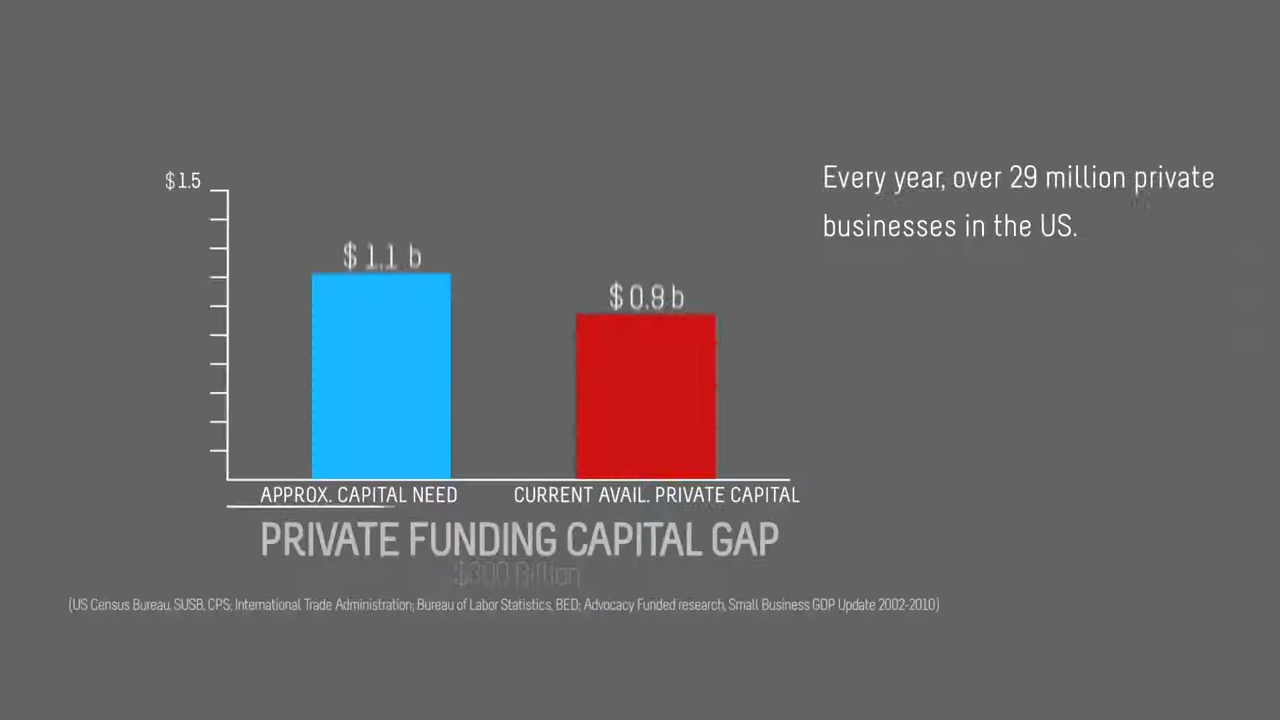 $1.5
$ 1.1 b
$ 0.8 b
APPROX. CAPITAL NEED
CURRENT AVAIL. PRIVATE CAPITAL
PRIVATE FUNDING CAPITAL GAP
$300 Billion
(US Census Bureau, SUSB, CPS; International Trade Administration; Bureau of Labor Statistics, BED; Advocacy Funded research, Small Business GDP Update 2002-2010)
Every year, over 29 million private
businesses in the US.